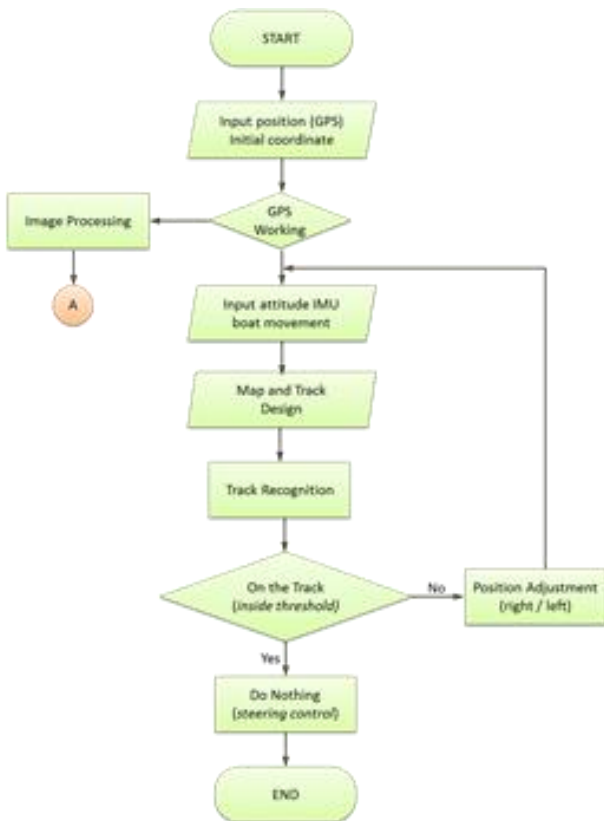 START
Input position (GPS)
Initial coordinate
GPS
Working
Image Processing
A
Input attitude IMU
boat movement
Map and Track
Design
Track Recognition
On the Track
(inside threshold)
No
Position Adjustment
(right / left)
Yes
Do Nothing
(steering control)
END